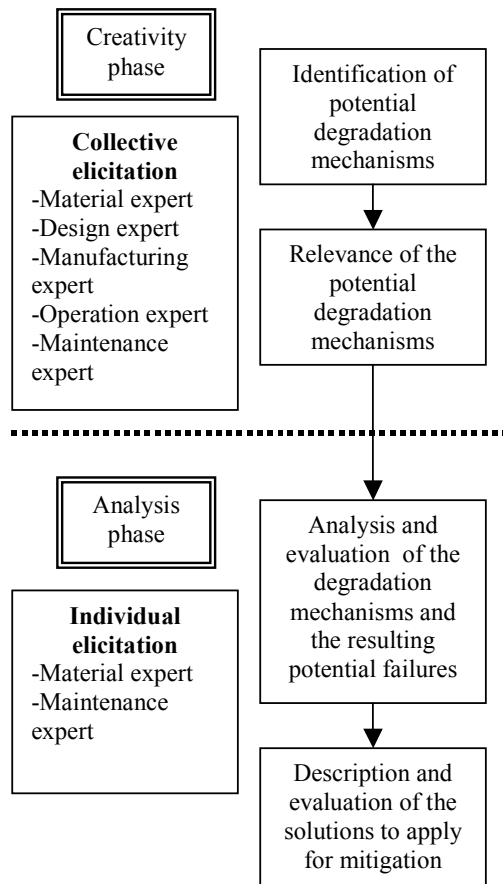 Creativity
phase
Collective
elicitation
-Material expert
-Design expert
-Manufacturing
expert
-Operation expert
-Maintenance
expert
Identification of
potential
degradation
mechanisms
Relevance of the
potential
degradation
mechanisms
Analysis
phase
Individual
elicitation
-Material expert
-Maintenance
expert
Analysis and
evaluation of the
degradation
mechanisms and
the resulting
potential failures
Description and
evaluation of the
solutions to apply
for mitigation